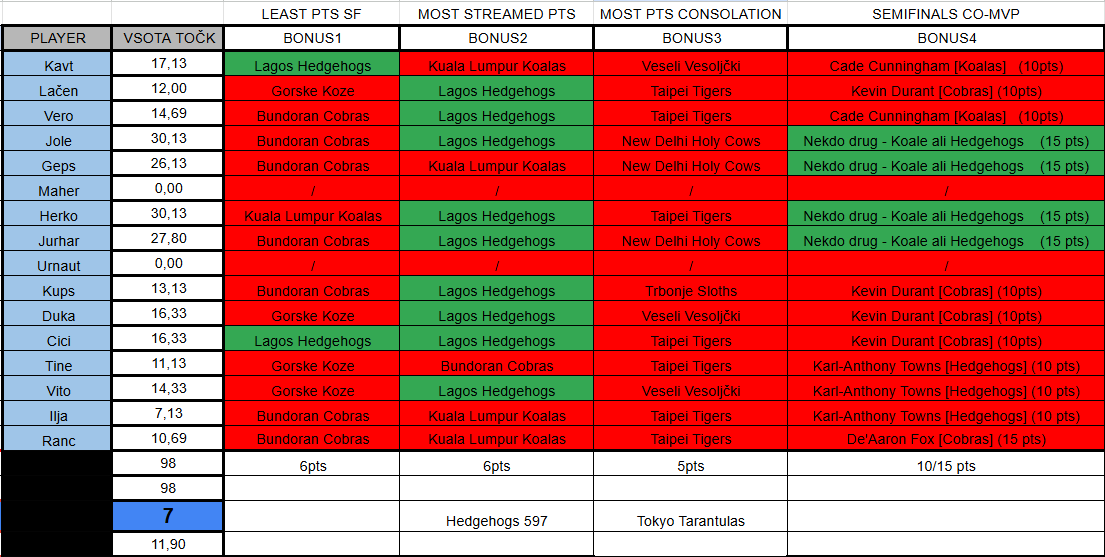 LEAST PTS SF MOST STREAMED PTS MOST PTS CONSOLATION SEMIFINALS CO-MVP
PLAYER VSOTA TOČK BONUS1 BONUS2 BONUS3 BONUS4
Kavt 17,13 Lagos Hedgehogs Kuala Lumpur Koalas Veseli Vesoljčki Cade Cunningham [Koalas] (10pts)
Lačen 12,00 Gorske Koze Lagos Hedgehogs Taipei Tigers Kevin Durant [Cobras] (10pts)
Vero 14,69 Bundoran Cobras Lagos Hedgehogs Taipei Tigers Cade Cunningham [Koalas] (10pts)
Jole 30,13 Bundoran Cobras Lagos Hedgehogs New Delhi Holy Cows Nekdo drug - Koale ali Hedgehogs (15 pts)
Geps 26,13 Bundoran Cobras Kuala Lumpur Koalas New Delhi Holy Cows Nekdo drug - Koale ali Hedgehogs (15 pts)
Maher 0,00 / / / /
Herko 30,13 Kuala Lumpur Koalas Lagos Hedgehogs Taipei Tigers Nekdo drug - Koale ali Hedgehogs (15 pts)
Jurhar 27,80 Bundoran Cobras Lagos Hedgehogs New Delhi Holy Cows Nekdo drug - Koale ali Hedgehogs (15 pts)
Urnaut 0,00 / / / /
Kups 13,13 Bundoran Cobras Lagos Hedgehogs Trbonje Sloths Kevin Durant [Cobras] (10pts)
Duka 16,33 Gorske Koze Lagos Hedgehogs Veseli Vesoljčki Kevin Durant [Cobras] (10pts)
Cici 16,33 Lagos Hedgehogs Lagos Hedgehogs Taipei Tigers Kevin Durant [Cobras] (10pts)
Tine 11,13 Gorske Koze Bundoran Cobras Taipei Tigers Karl-Anthony Towns [Hedgehogs] (10 pts)
Vito 14,33 Gorske Koze Lagos Hedgehogs Veseli Vesoljčki Karl-Anthony Towns [Hedgehogs] (10 pts)
Ilja 7,13 Bundoran Cobras Kuala Lumpur Koalas Taipei Tigers Karl-Anthony Towns [Hedgehogs] (10 pts)
Ranc 10,69 Bundoran Cobras Kuala Lumpur Koalas Taipei Tigers De'Aaron Fox [Cobras] (15 pts)
98 6pts 6pts 5pts 10/15 pts
98
7 Hedgehogs 597 Tokyo Tarantulas
11,90